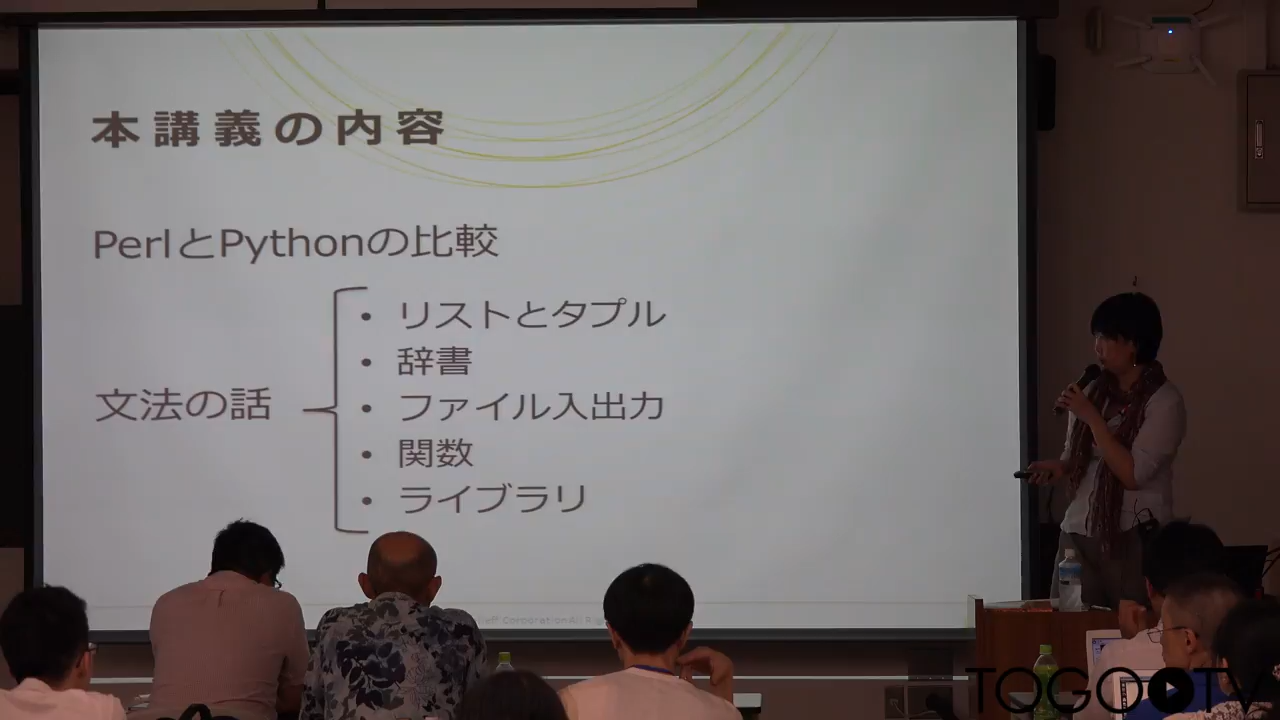 本講義の内容
PerlとPythonの比較
文法の話
• リストとタプル
• 辞書
• ファイル入出力
• 関数
• ライブラリ
Corporation All
TOGOTV